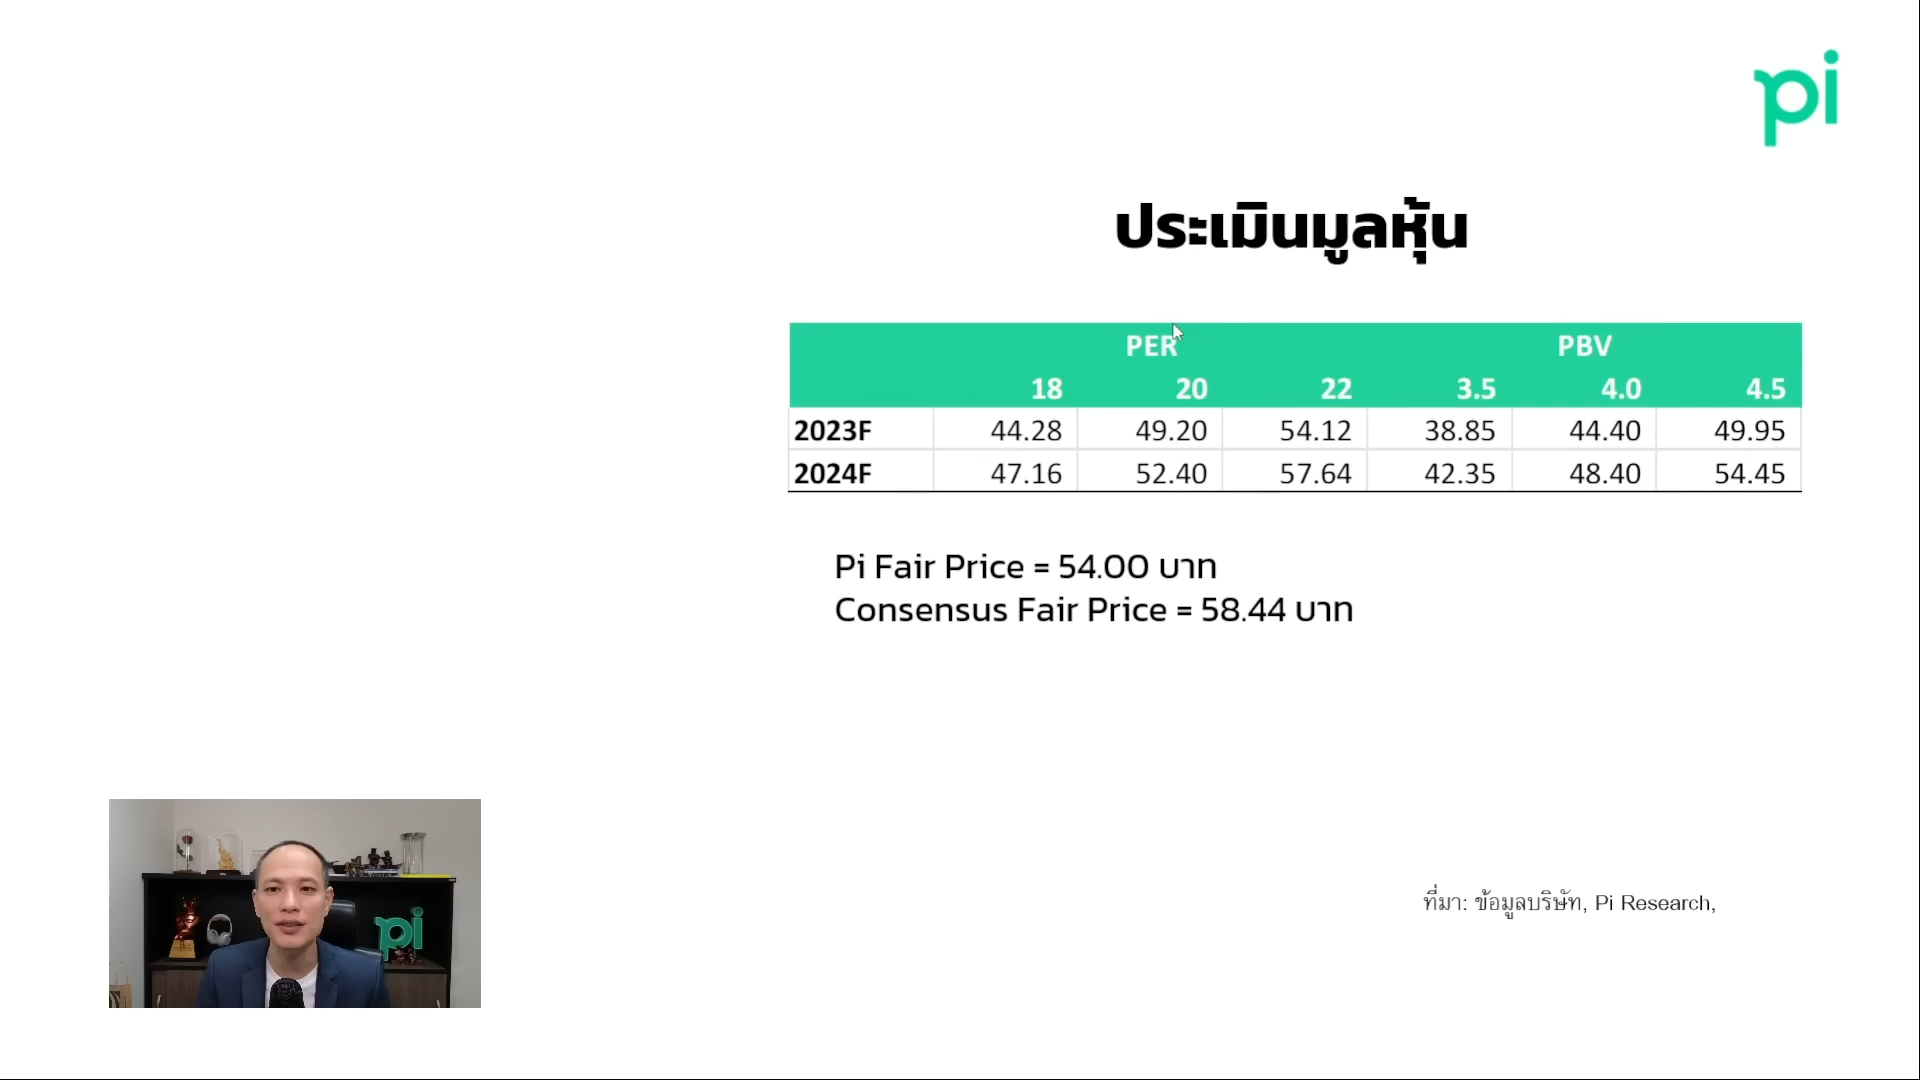 pi
ประเมินมูลหุ้น
PER PBV
18 20 22 3.5 4.0 4.5
2023F 44.28 49.20 54.12 38.85 44.40 49.95
2024F 47.16 52.40 57.64 42.35 48.40 54.45
Pi Fair Price = 54.00 บาท
Consensus Fair Price = 58.44 บาท
pi
ที่มา: ข้อมูลบริษัท, Pi Research,